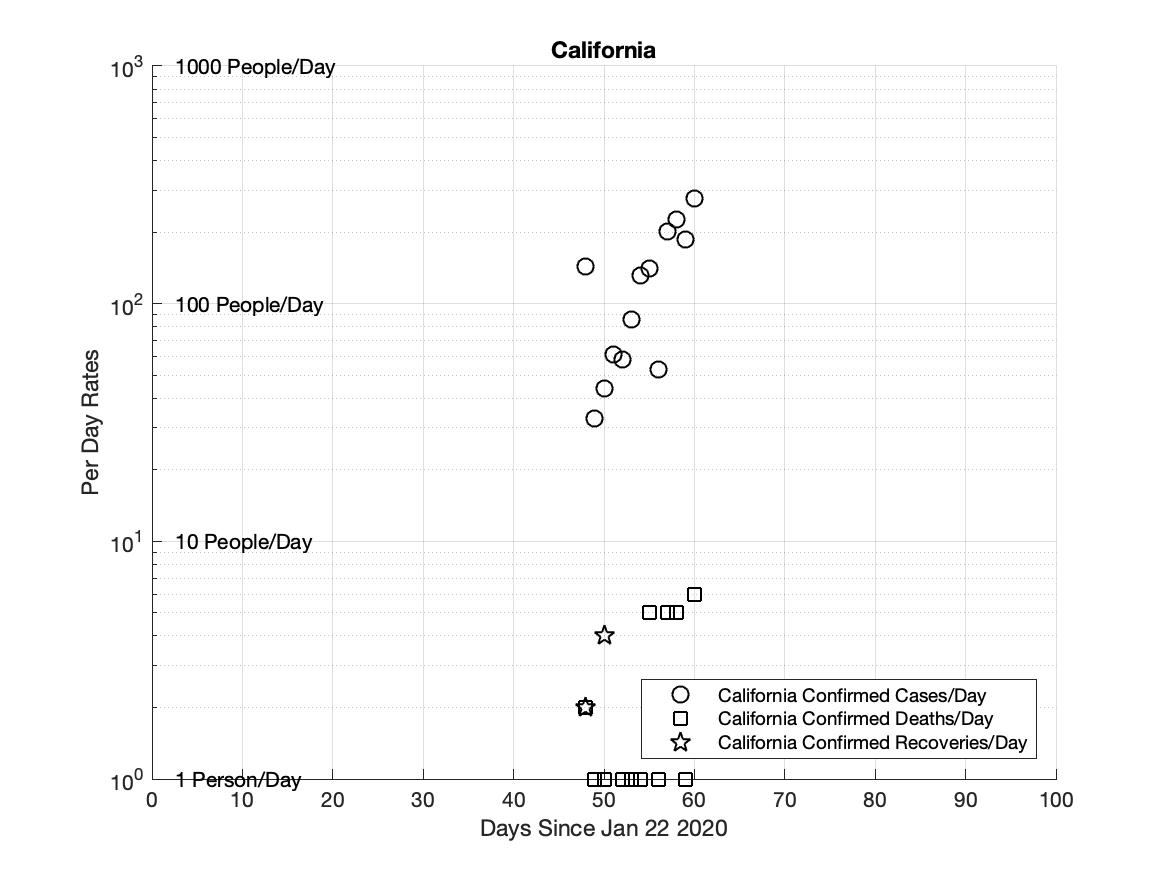 California
10^3 1000 People/Day
10^2 100 People/Day
Per Day Rates
10^1 10 People/Day
California Confirmed Cases/Day
California Confirmed Deaths/Day
California Confirmed Recoveries/Day
10^0 1 Person/Day
0 10 20 30 40 50 60 70 80 90 100
Days Since Jan 22 2020